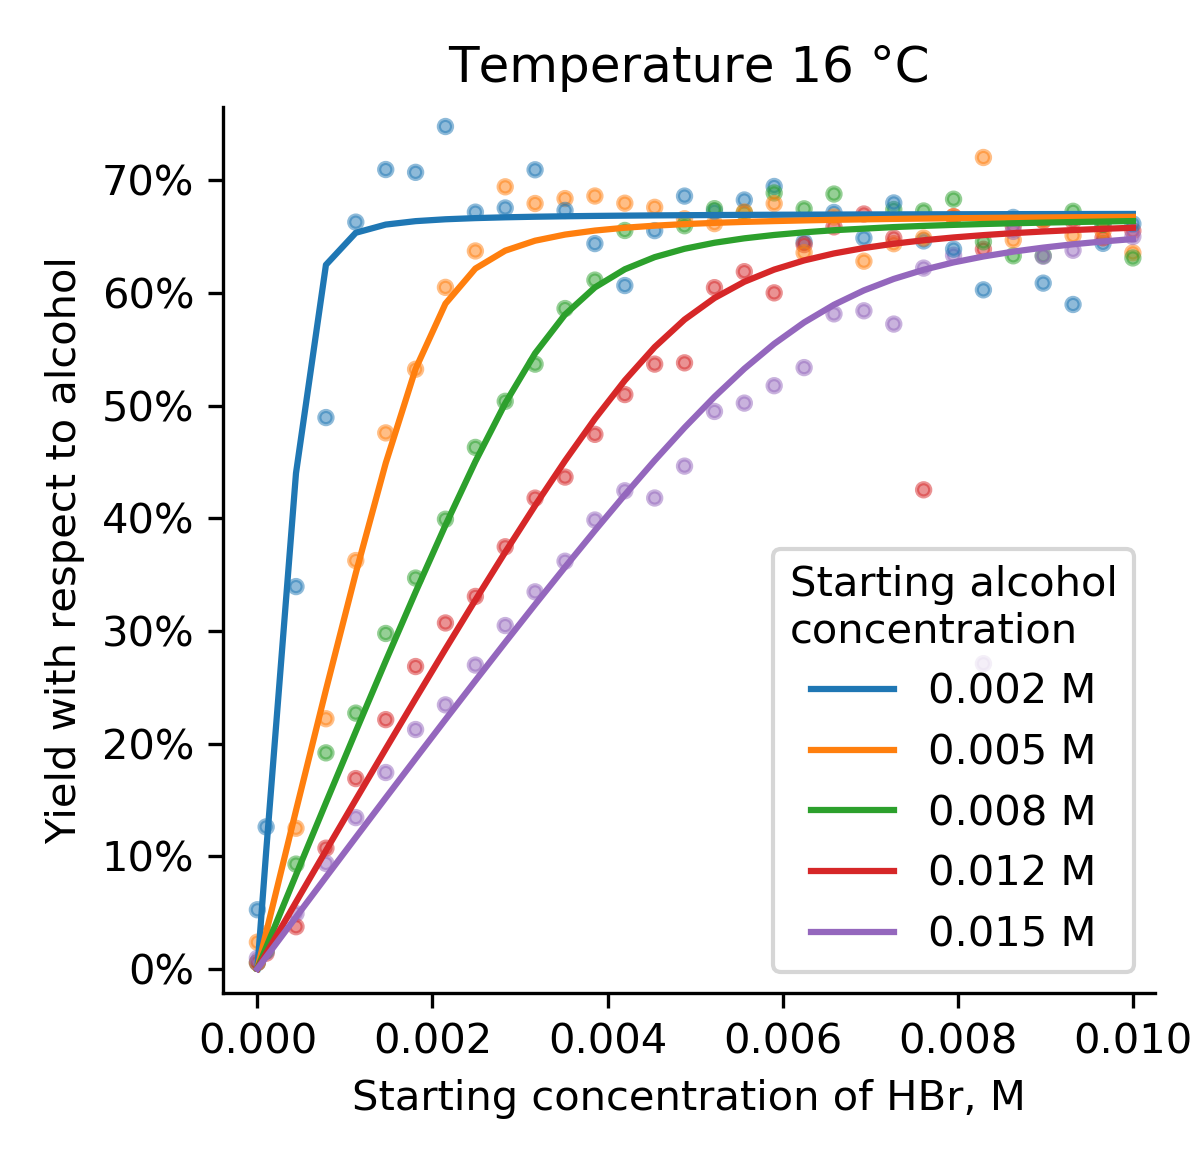 Temperature 16 °C
Yield with respect to alcohol
70%
60%
50%
40%
30%
20%
10%
0%
0.000 0.002 0.004 0.006 0.008 0.010
Starting concentration of HBr, M
Starting alcohol
concentration
0.002 M
0.005 M
0.008 M
0.012 M
0.015 M